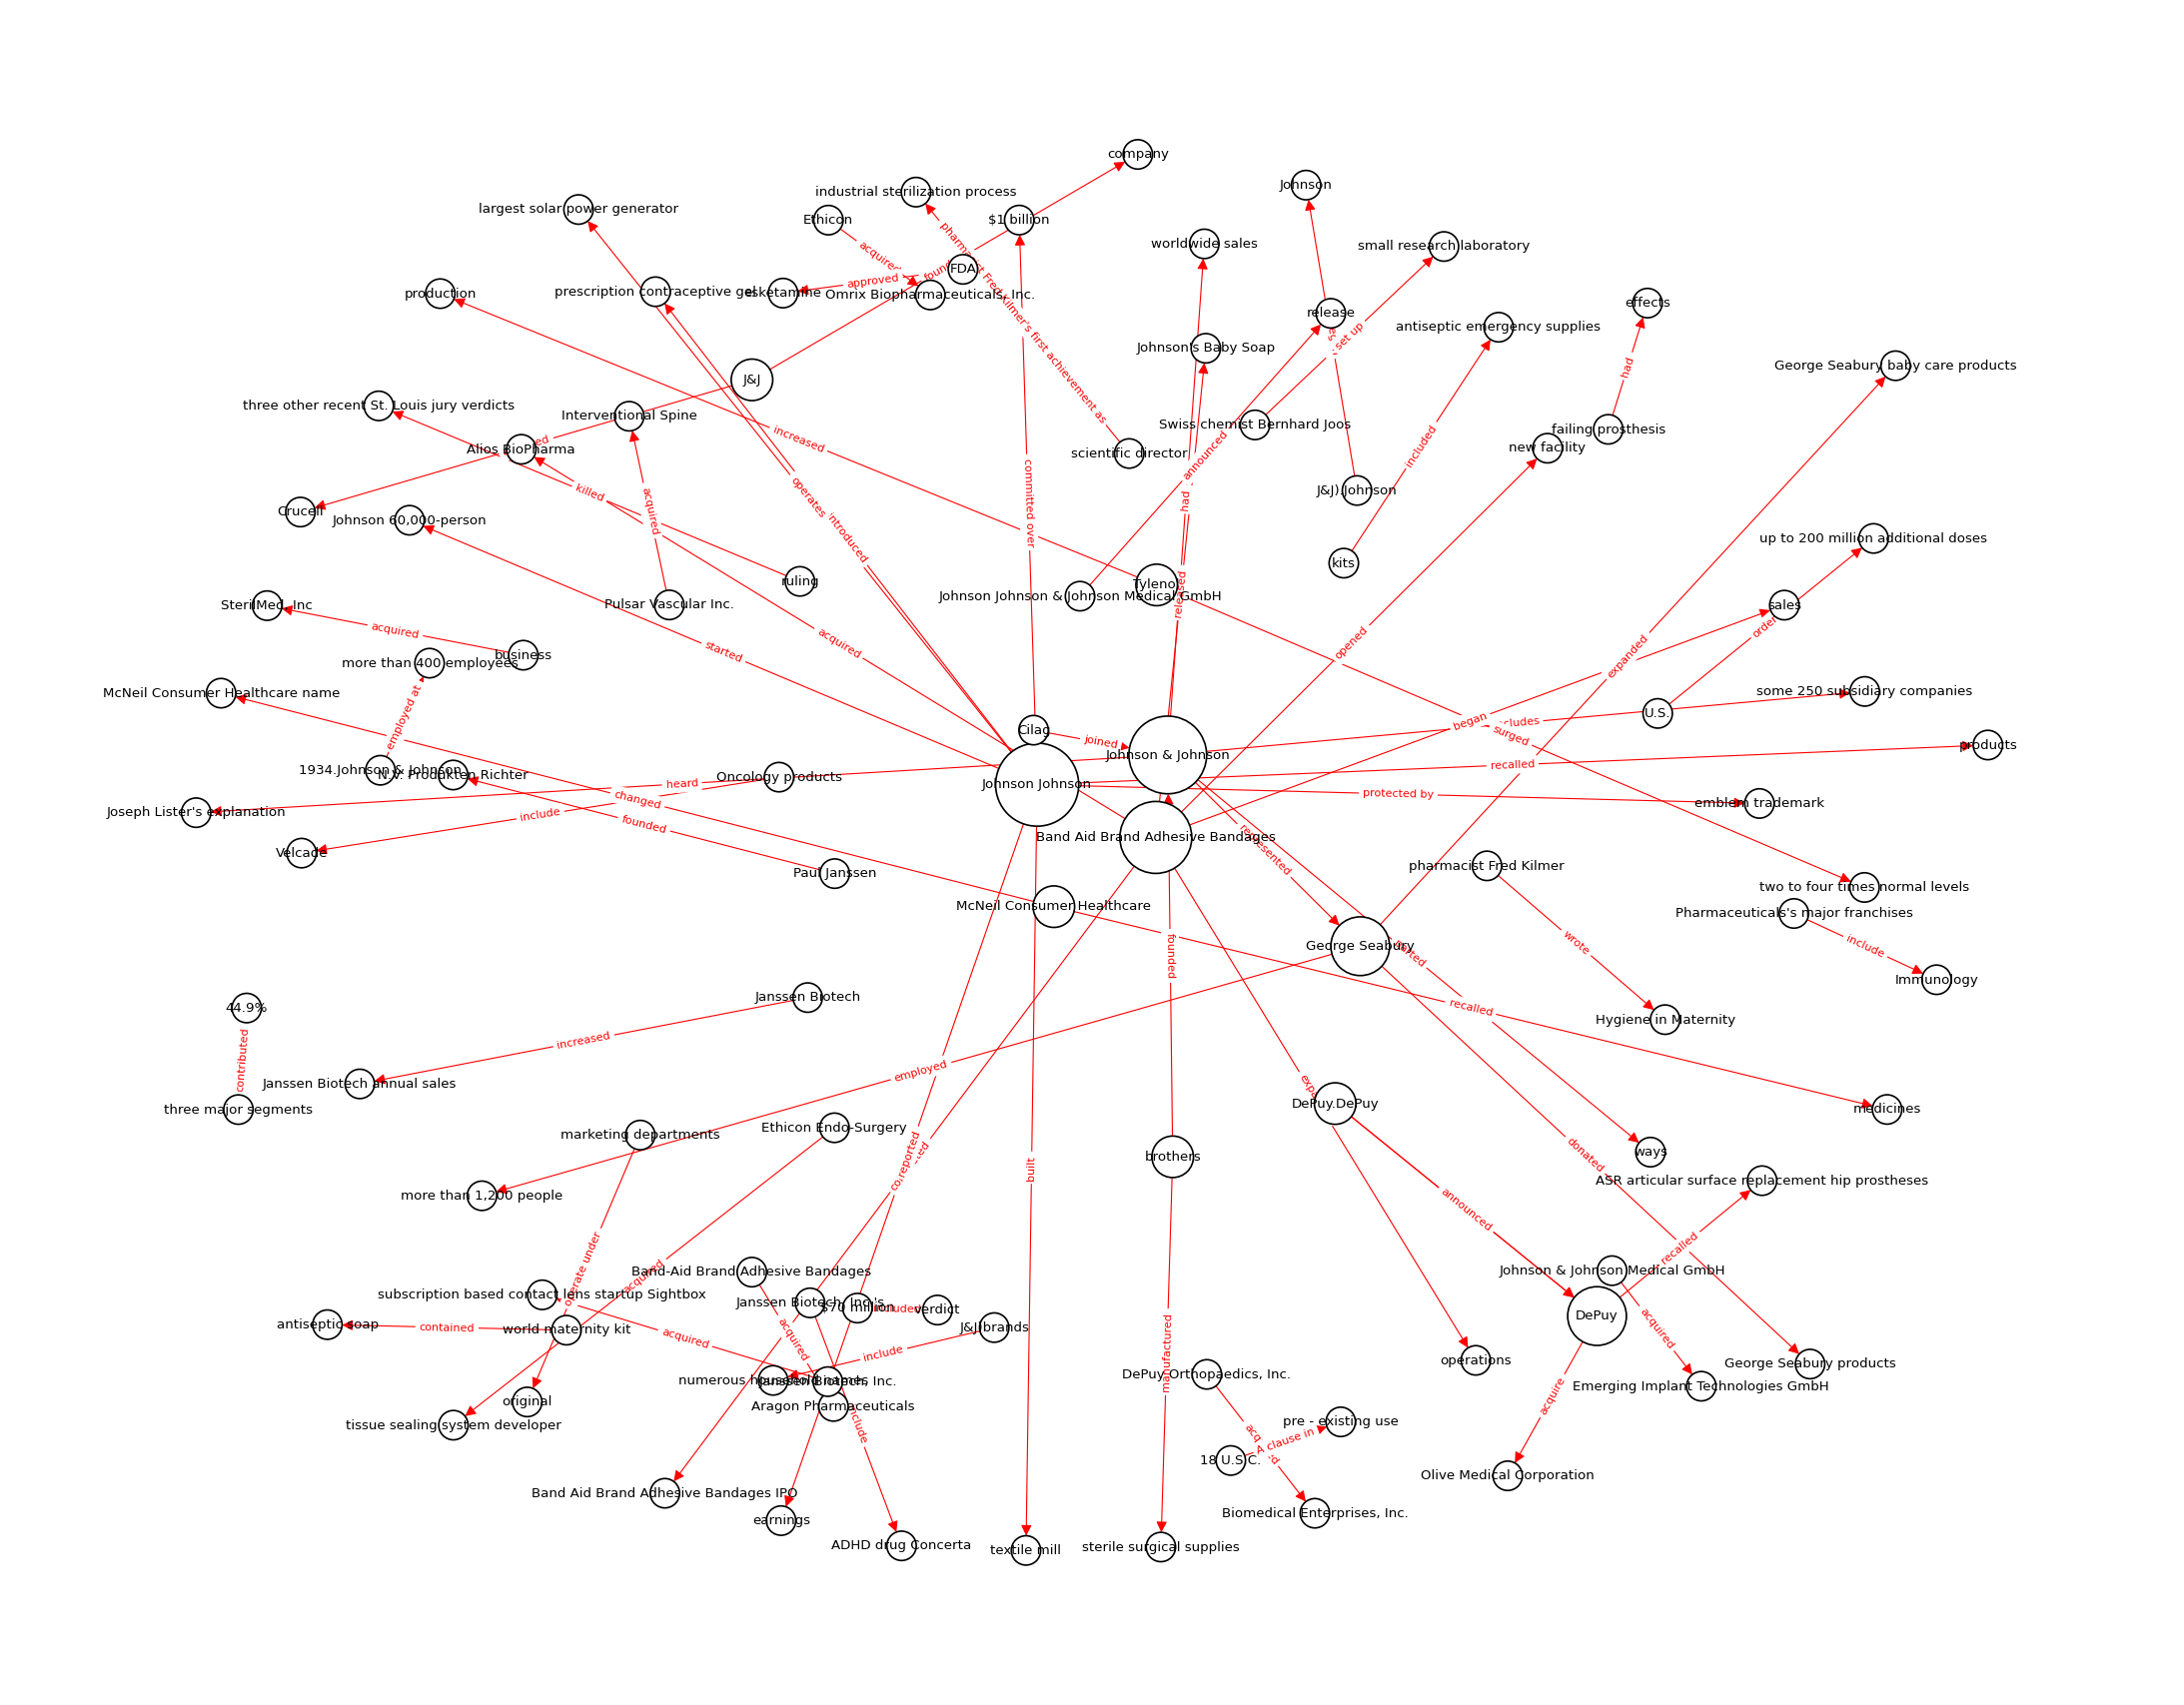 company
Johnson
industrial sterilization process
largest solar power generator
Ethicon
$1 billion
pharmacist Fred Kilmer's first achievement as
worldwide sales
small research laboratory
acquired
(FDA)
approved
production
prescription contraceptive gel
esketamine
Omrix Biopharmaceuticals, Inc.
effects
release
set up
antiseptic emergency supplies
Johnson's Baby Soap
George Seabury baby care products
had
J&J
three other recent St. Louis jury verdicts
Interventional Spine
Swiss chemist Bernhard Joos
failing prosthesis
increased
Alios BioPharma
scientific director
announced
included
new facility
killed
operates
introduced
committed over
had
J&J).Johnson
Crucell
Johnson 60,000-person
acquired
up to 200 million additional doses
kits
ruling
Tylenol
Johnson Johnson & Johnson Medical GmbH
released
SterilMed, Inc
Pulsar Vascular Inc.
sales
acquired
order
started
acquired
opened
expanded
more than 400 employees
business
McNeil Consumer Healthcare name
some 250 subsidiary companies
employed at
Cilag
joined
began
surged
U.S.
products
Johnson & Johnson
1934.Johnson & Johnson
N.V. Produkten Richter
Oncology products
Johnson Johnson
recalled
heard
protected by
emblem trademark
changed
Joseph Lister's explanation
include
founded
Band Aid Brand Adhesive Bandages
represented
Velcade
Paul Janssen
pharmacist Fred Kilmer
two to four times normal levels
McNeil Consumer Healthcare
Pharmaceuticals's major franchises
George Seabury
wrote
include
founded
Immunology
44.9%
Janssen Biotech
recalled
Hygiene in Maternity
contributed
increased
employed
Janssen Biotech annual sales
three major segments
DePuy.DePuy
medicines
marketing departments
Ethicon Endo-Surgery
reported
built
brothers
donated
ways
more than 1,200 people
ASR articular surface replacement hip prostheses
announced
operate under
acquired
Band-Aid Brand Adhesive Bandages
recalled
Johnson & Johnson Medical GmbH
subscription based contact lens startup Sightbox
Janssen Biotech, Inc.'s
$70 million
included
verdict
DePuy
antiseptic soap
contained
world maternity kit
acquired
acquired
J&J)brands
include
manufactured
acquired
operations
George Seabury products
numerous household names
Janssen Biotech, Inc.
DePuy Orthopaedics, Inc.
Emerging Implant Technologies GmbH
original
Aragon Pharmaceuticals
acquire
tissue sealing system developer
include
pre - existing use
A clause in
18 U.S.C.
Olive Medical Corporation
Band Aid Brand Adhesive Bandages IPO
Biomedical Enterprises, Inc.
earnings
ADHD drug Concerta
textile mill
sterile surgical supplies